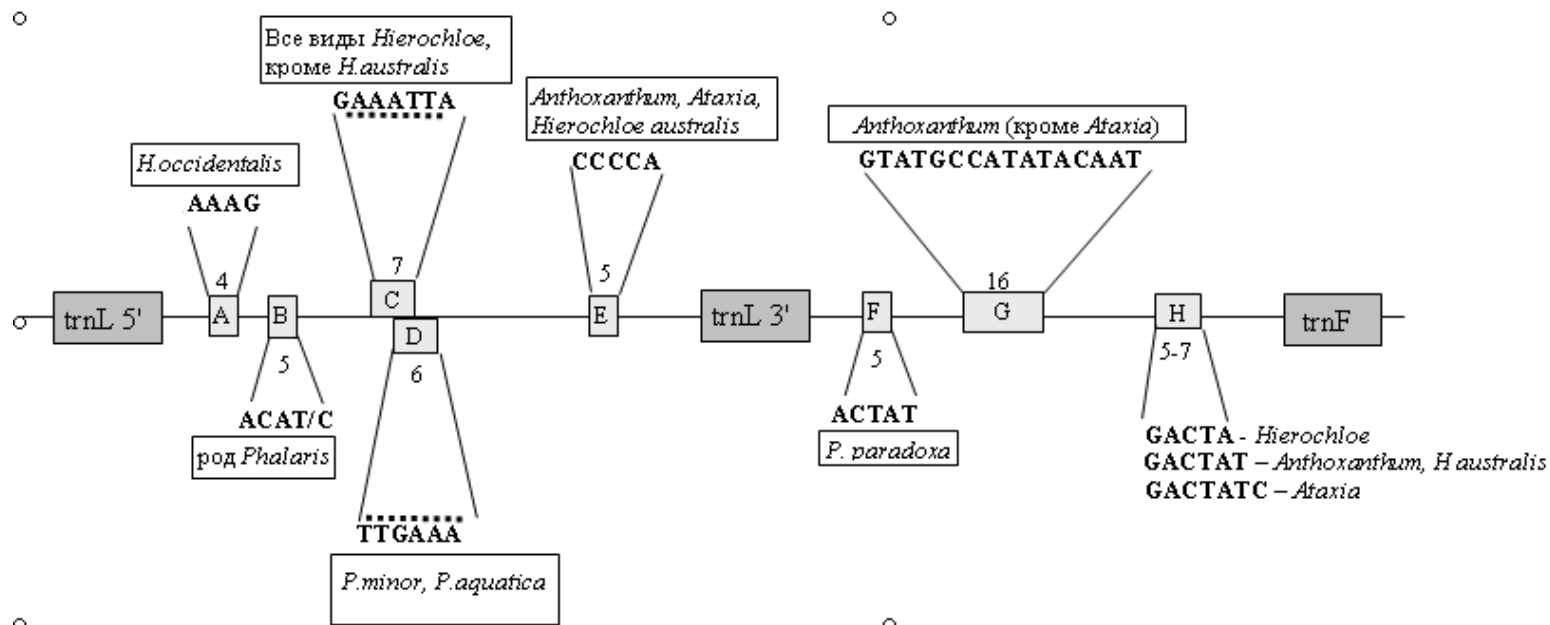 Все виды Hierochloe,
кроме H.australis
GAAATTA
Anthoxanthum, Ataxia,
Hierochloe australis
CCCCA
Anthoxanthum (кроме Ataxia)
GTATGCCATATACAAT
H.occidentalis
AAAG
4
7
5
16
trnL 5'
A
B
C
D
E
trnL 3'
F
G
H
trnF
5
6
5
5-7
ACAT/C
род Phalaris
TTGAAA
P.minor, P.aquatica
ACTAT
P. paradoxa
GACTA - Hierochloe
GACTAT – Anthoxanthum, H australis
GACTATC – Ataxia